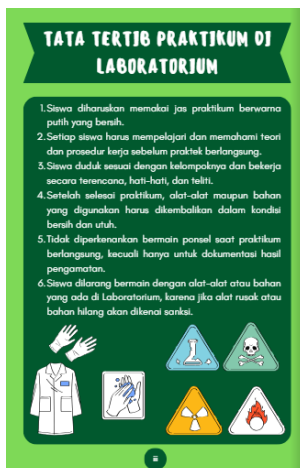 TATA TERTIB PRAKTIKUM DI
LABORATORIUM
1. Siswa diharuskan memakai jas praktikum berwarna
putih yang bersih.
2. Setiap siswa harus mempelajari dan memahami teori
dan prosedur kerja sebelum praktek berlangsung.
3. Siswa duduk sesuai dengan kelompoknya dan bekerja
secara terencana, hati-hati, dan teliti.
4. Setelah selesai praktikum, alat-alat maupun bahan
yang digunakan harus dikembalikan dalam kondisi
bersih dan utuh.
5. Tidak diperkenankan bermain ponsel saat praktikum
berlangsung, kecuali hanya untuk dokumentasi hasil
pengamatan.
6. Siswa dilarang bermain dengan alat-alat atau bahan
yang ada di Laboratorium, karena jika alat rusak atau
bahan hilang akan dikenai sanksi.